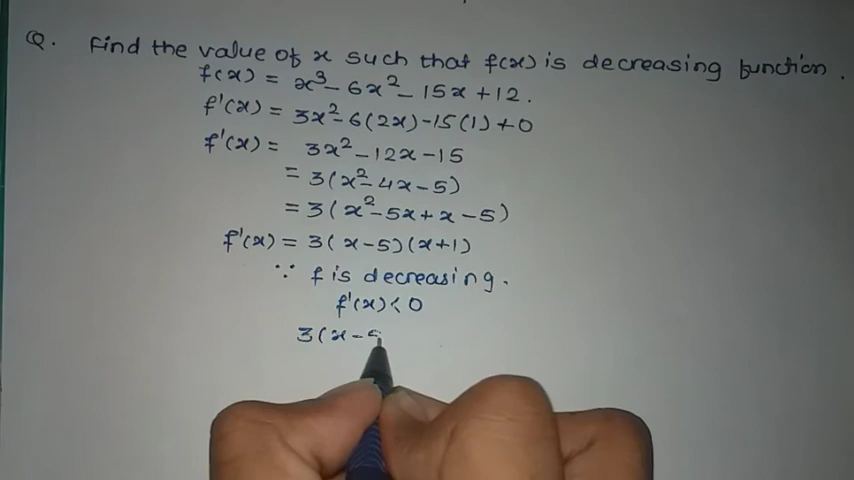 Q. Find the value of x such that f(x) is decreasing function.
f(x) = x³ - 6x² - 15x + 12.
f'(x) = 3x² - 6(2x) - 15(1) + 0
f'(x) = 3x² - 12x - 15
= 3(x² - 4x - 5)
= 3(x² - 5x + x - 5)
f'(x) = 3(x - 5)(x + 1)
∵ f is decreasing.
f'(x) < 0
3(x -